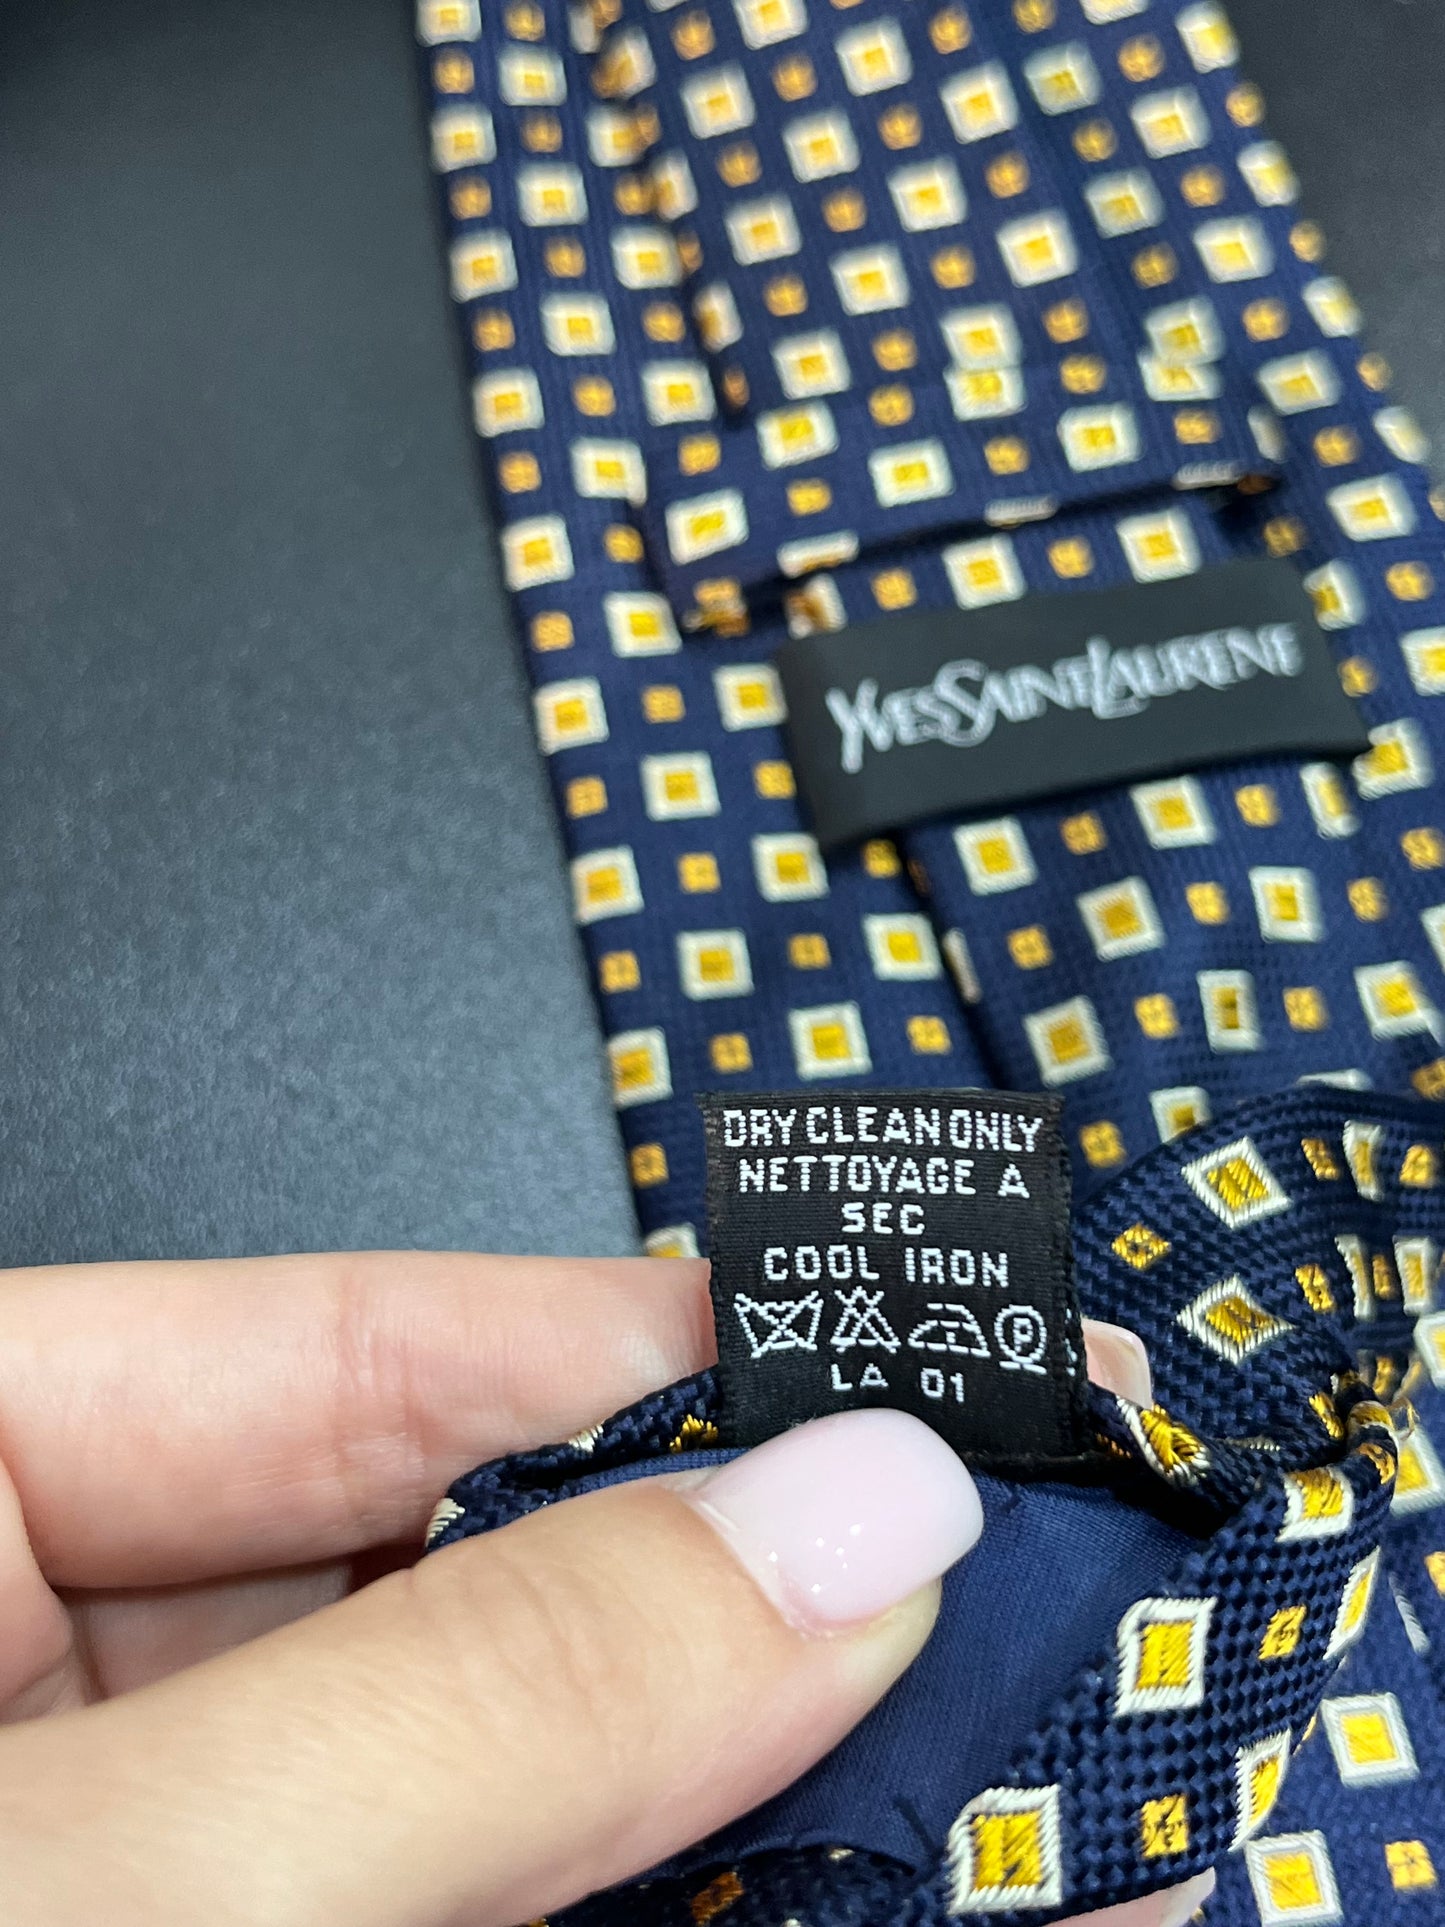 YVESSAINTLAURENT
DRY CLEAN ONLY
NETTOYAGE A
SEC
COOL IRON
P
LA 01